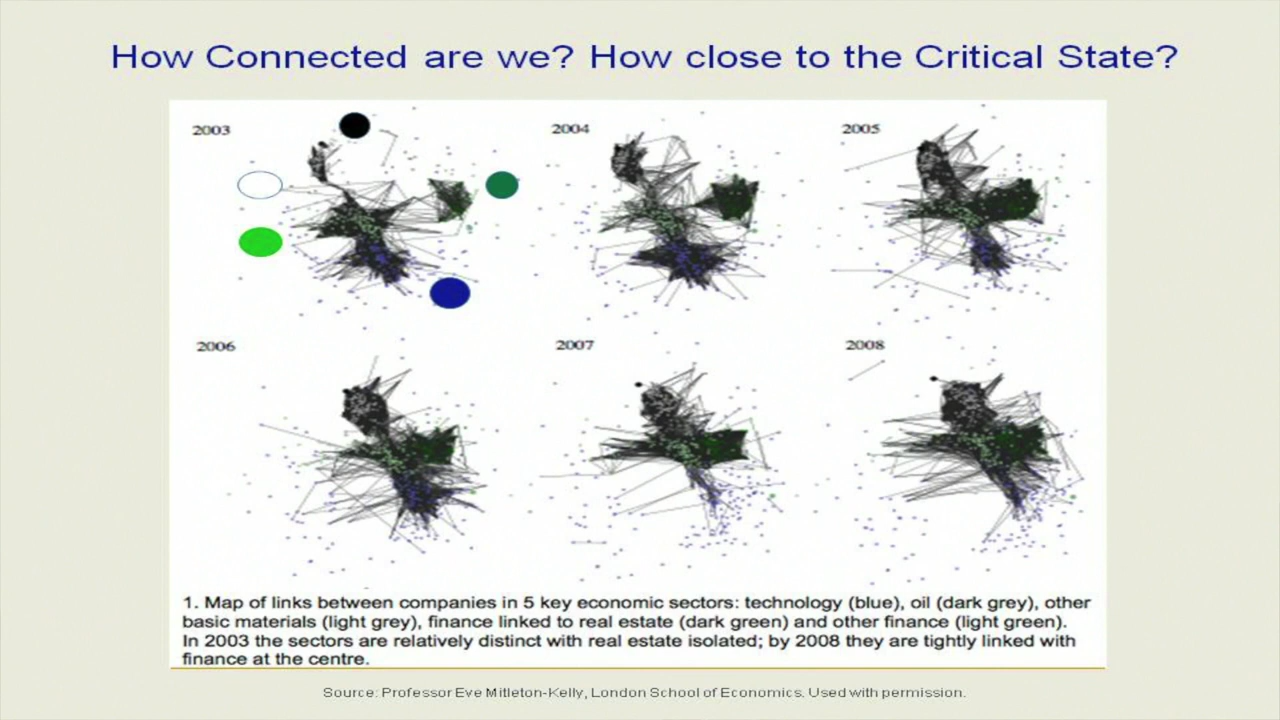 How Connected are we? How close to the Critical State?
2003
2004
2005
2006
2007
2008
1. Map of links between companies in 5 key economic sectors: technology (blue), oil (dark grey), other
basic materials (light grey), finance linked to real estate (dark green) and other finance (light green).
In 2003 the sectors are relatively distinct with real estate isolated; by 2008 they are tightly linked with
finance at the centre.
Source: Professor Eve Mitleton-Kelly, London School of Economics. Used with permission.